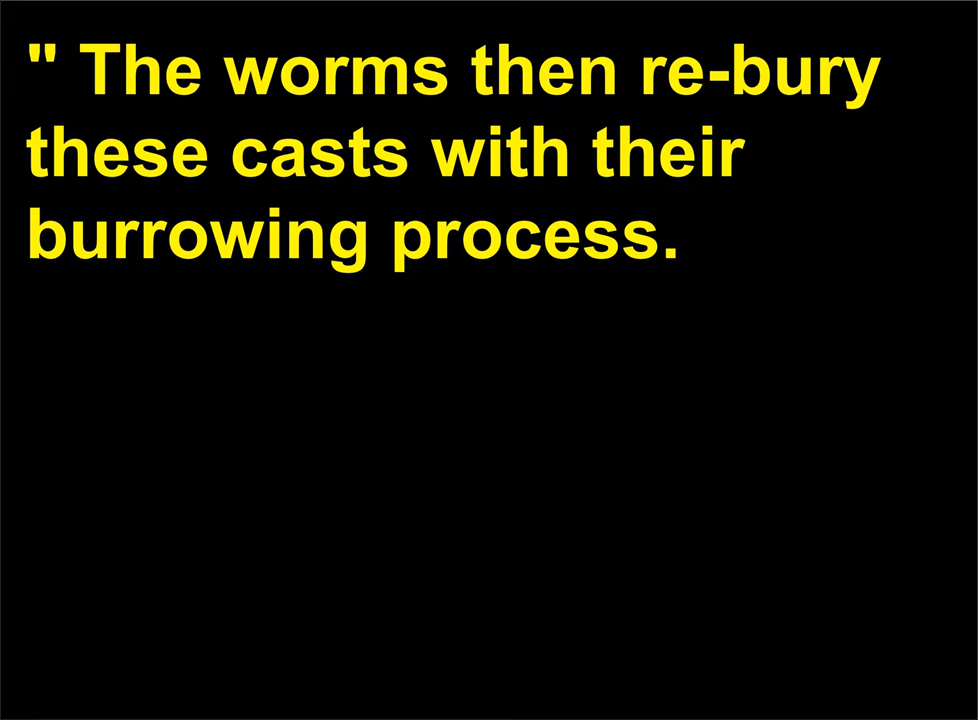 " The worms then re-bury
these casts with their
burrowing process.